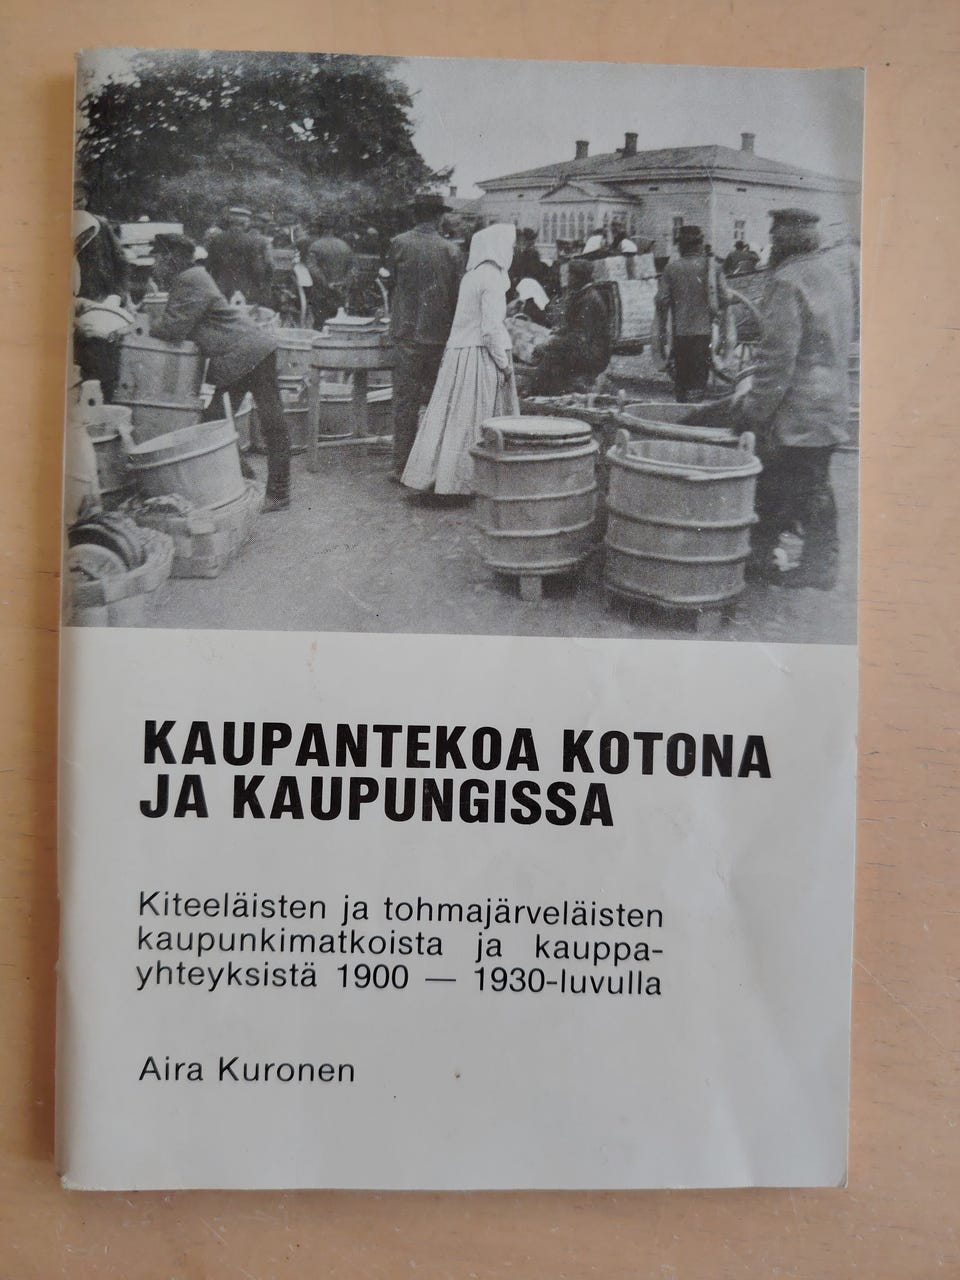 KAUPANTEKOA KOTONA
JA KAUPUNGISSA
Kiteeläisten ja tohmajärveläisten
kaupunkimatkoista ja kauppa-
yhteyksistä 1900 — 1930-luvulla
Aira Kuronen